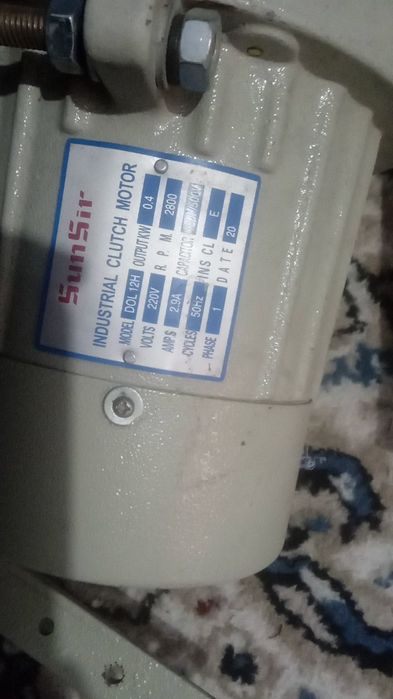 SunSir
INDUSTRIAL CLUTCH MOTOR
MODEL DOL 12H OUTPUT KW 0.4
VOLTS 220V R. P. M. 2800
AMPS 2.9A CAPACITOR
CYCLES 50Hz INS CL E
PHASE 1 DATE 20